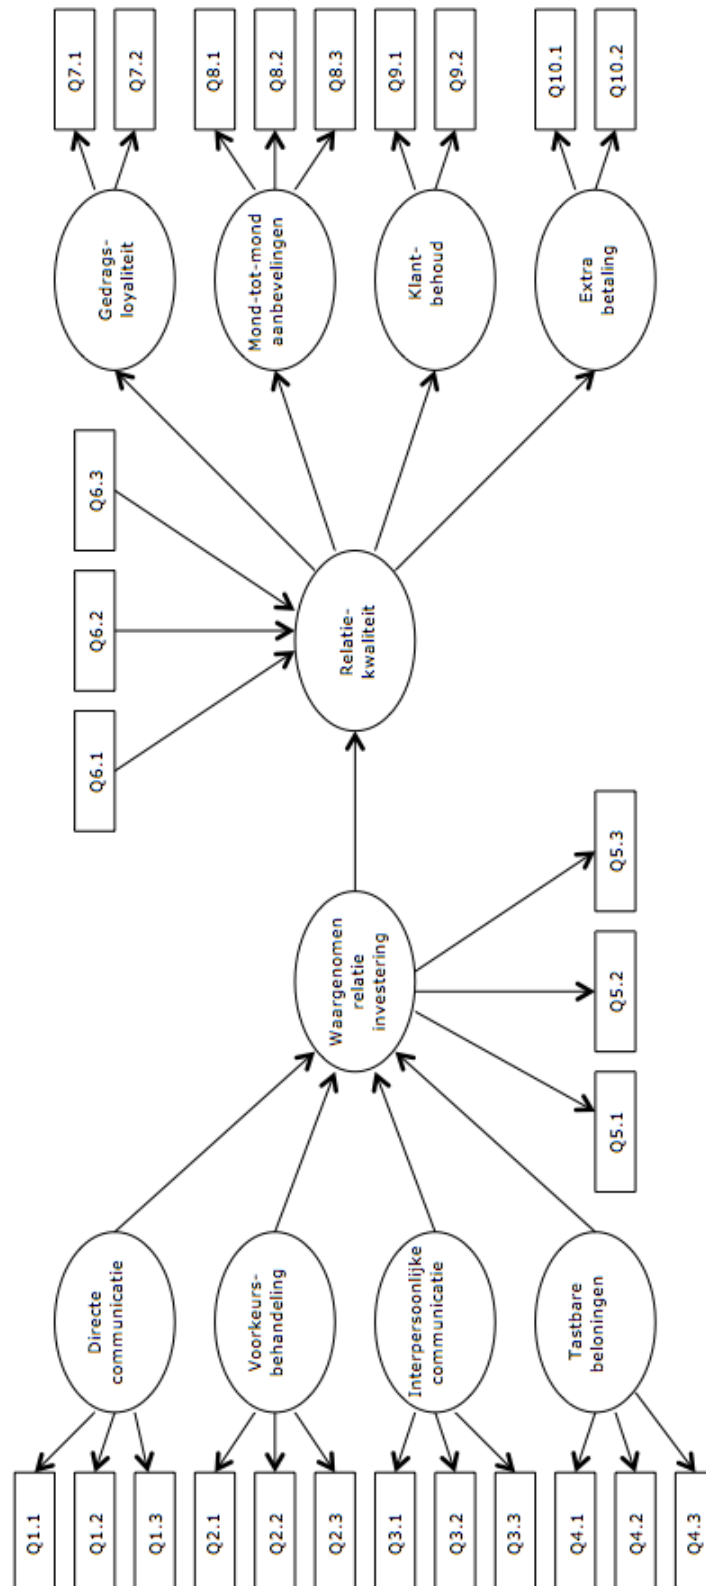 Q1.1
Q1.2
Q1.3
Q2.1
Q2.2
Q2.3
Q3.1
Q3.2
Q3.3
Q4.1
Q4.2
Q4.3
Directe
communicatie
Voorkeurs-
behandeling
Interpersoonlijke
communicatie
Tastbare
beloningen
Waargenomen
relatie
investering
Q5.1
Q5.2
Q5.3
Q6.1
Q6.2
Q6.3
Relatie-
kwaliteit
Gedrags-
loyaliteit
Mond-tot-mond
aanbevelingen
Klant-
behoud
Extra
betaling
Q7.1
Q7.2
Q8.1
Q8.2
Q8.3
Q9.1
Q9.2
Q10.1
Q10.2